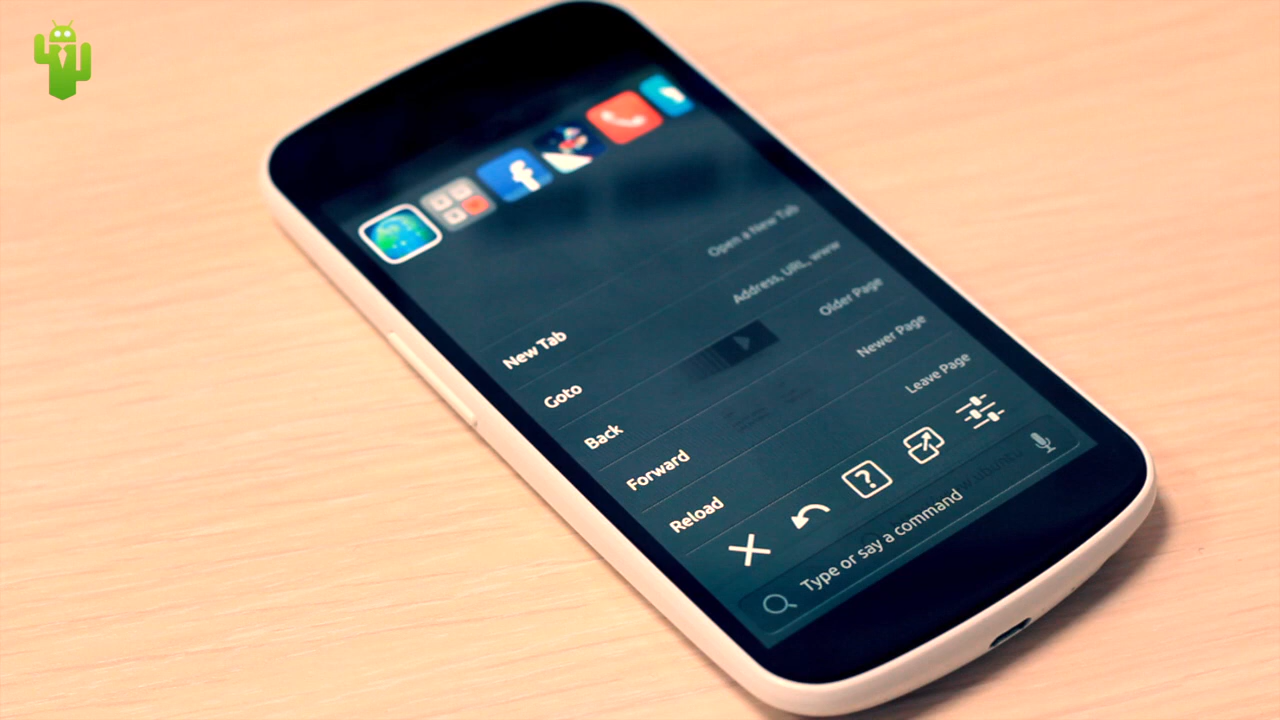 f
New Tab Open a New Tab
Goto Address, URL, www
Back Older Page
Forward Newer Page
Reload Leave Page
?
Type or say a command